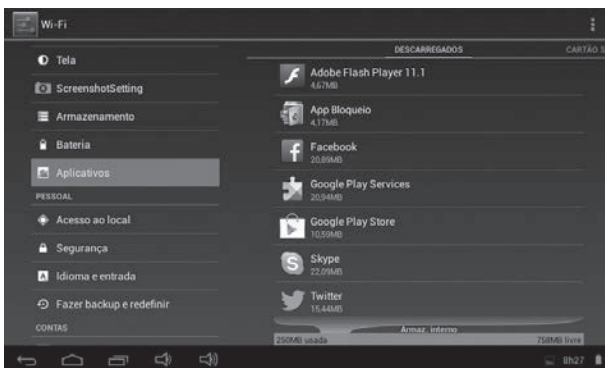 Wi-Fi
Tela
ScreenshotSetting
Armazenamento
Bateria
Aplicativos
PESSOAL
Acesso ao local
Segurança
Idioma e entrada
Fazer backup e redefinir
CONTAS
DESCARREGADOS
CARTÃO S
Adobe Flash Player 11.1
4,67MB
App Bloqueio
4,17MB
Facebook
20,89MB
Google Play Services
20,94MB
Google Play Store
10,59MB
Skype
22,09MB
Twitter
15,44MB
Armaz. interno
250MB usada
758MB livre
8h27